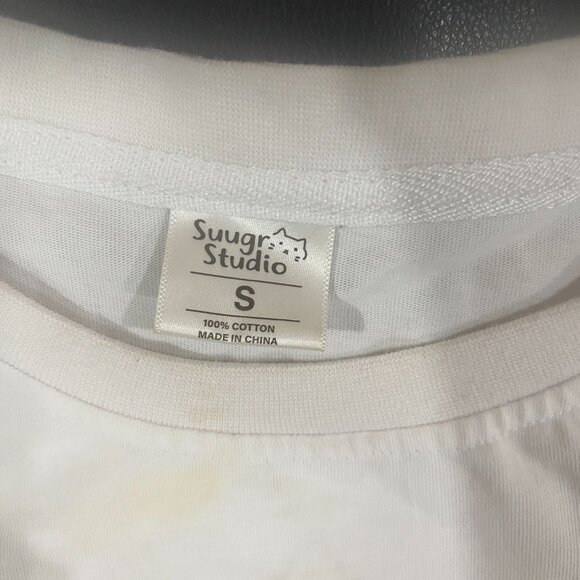 Suugr
Studio
S
100% COTTON
MADE IN CHINA